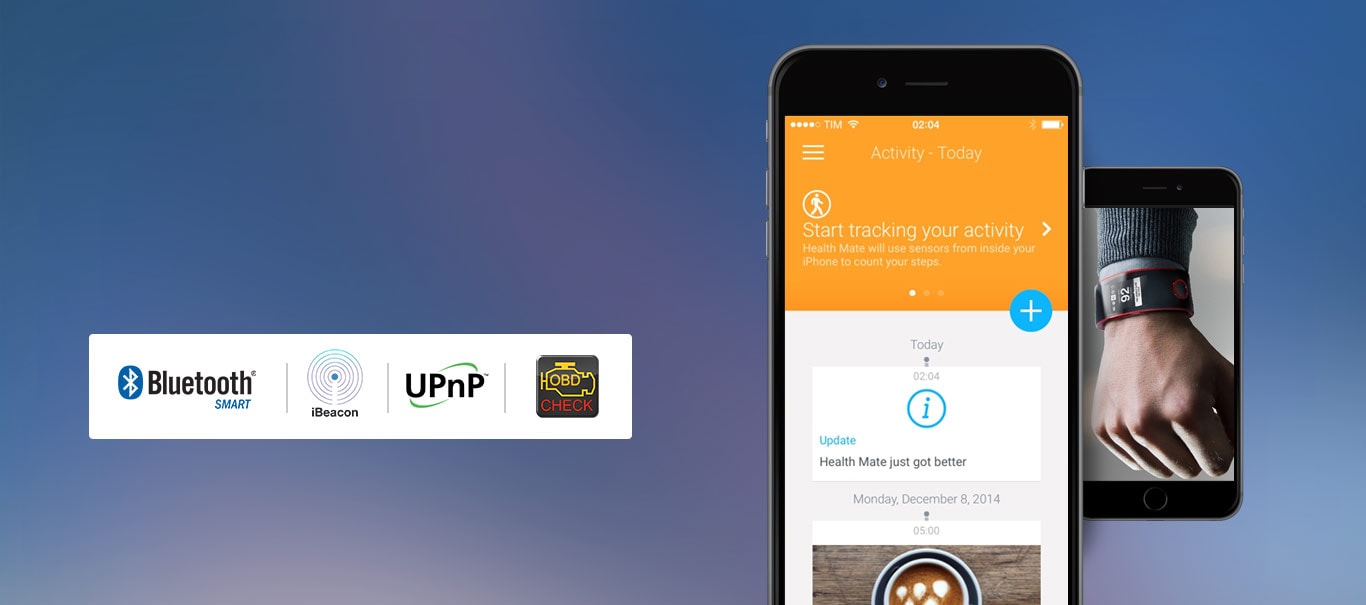 Bluetooth®
SMART
iBeacon
UPnP™
OBD
CHECK
TIM 02:04
Activity - Today
Start tracking your activity
Health Mate will use sensors from inside your
iPhone to count your steps.
Today
02:04
i
Update
Health Mate just got better
Monday, December 8, 2014
05:00
92